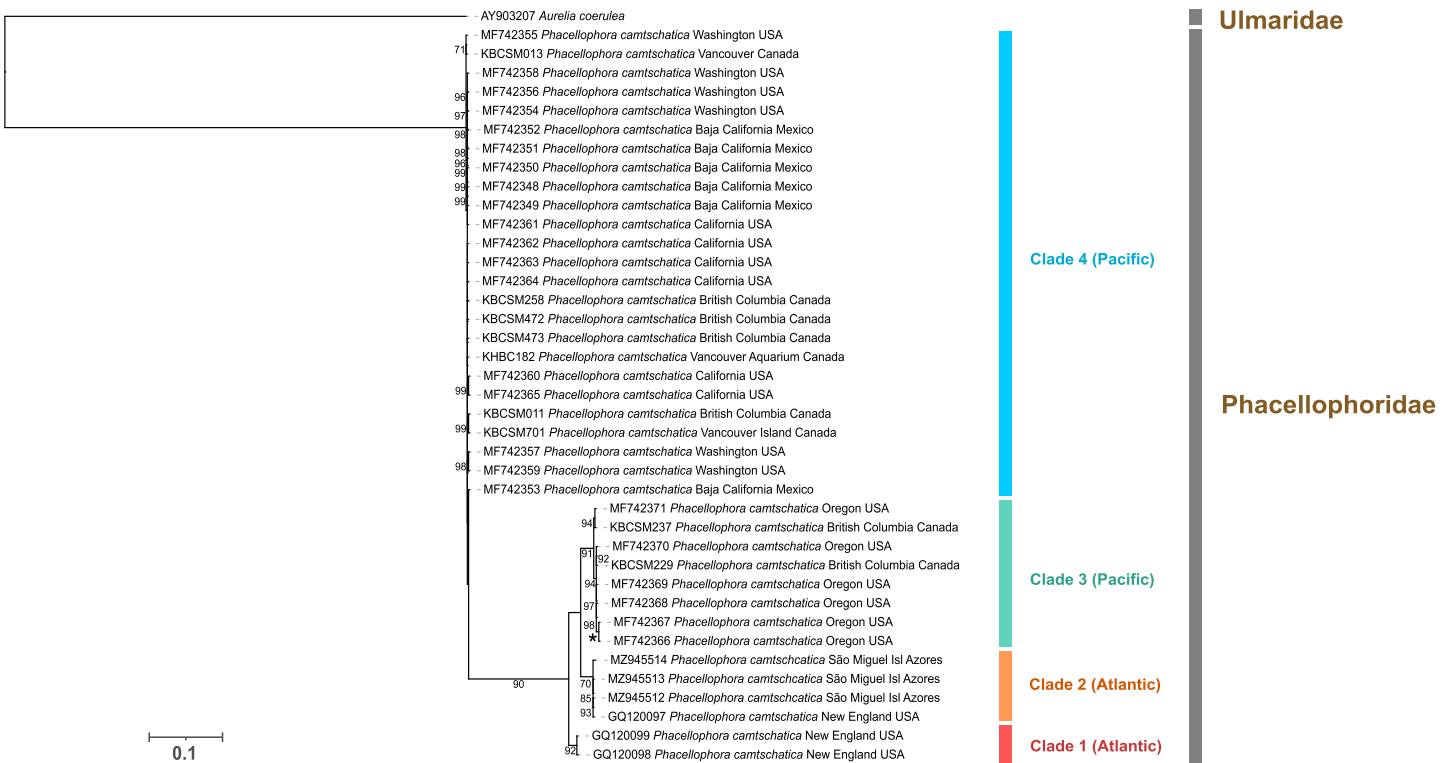 AY903207 Aurelia coerulea
Ulmaridae
MF742355 Phacellophora camtschatica Washington USA
71
KBCSM013 Phacellophora camtschatica Vancouver Canada
MF742358 Phacellophora camtschatica Washington USA
96
MF742356 Phacellophora camtschatica Washington USA
97
MF742354 Phacellophora camtschatica Washington USA
98
MF742352 Phacellophora camtschatica Baja California Mexico
98
MF742351 Phacellophora camtschatica Baja California Mexico
96
MF742350 Phacellophora camtschatica Baja California Mexico
99
99
MF742348 Phacellophora camtschatica Baja California Mexico
99
MF742349 Phacellophora camtschatica Baja California Mexico
MF742361 Phacellophora camtschatica California USA
MF742362 Phacellophora camtschatica California USA
Clade 4 (Pacific)
MF742363 Phacellophora camtschatica California USA
MF742364 Phacellophora camtschatica California USA
KBCSM258 Phacellophora camtschatica British Columbia Canada
KBCSM472 Phacellophora camtschatica British Columbia Canada
KBCSM473 Phacellophora camtschatica British Columbia Canada
KHBC182 Phacellophora camtschatica Vancouver Aquarium Canada
MF742360 Phacellophora camtschatica California USA
99
MF742365 Phacellophora camtschatica California USA
Phacellophoridae
KBCSM011 Phacellophora camtschatica British Columbia Canada
99
KBCSM701 Phacellophora camtschatica Vancouver Island Canada
MF742357 Phacellophora camtschatica Washington USA
98
MF742359 Phacellophora camtschatica Washington USA
MF742353 Phacellophora camtschatica Baja California Mexico
MF742371 Phacellophora camtschatica Oregon USA
94
KBCSM237 Phacellophora camtschatica British Columbia Canada
MF742370 Phacellophora camtschatica Oregon USA
91
92
KBCSM229 Phacellophora camtschatica British Columbia Canada
Clade 3 (Pacific)
94
MF742369 Phacellophora camtschatica Oregon USA
97
MF742368 Phacellophora camtschatica Oregon USA
98
MF742367 Phacellophora camtschatica Oregon USA
*
MF742366 Phacellophora camtschatica Oregon USA
MZ945514 Phacellophora camtschcatica São Miguel Isl Azores
90
70
MZ945513 Phacellophora camtschcatica São Miguel Isl Azores
Clade 2 (Atlantic)
85
MZ945512 Phacellophora camtschcatica São Miguel Isl Azores
93
GQ120097 Phacellophora camtschatica New England USA
GQ120099 Phacellophora camtschatica New England USA
Clade 1 (Atlantic)
92
GQ120098 Phacellophora camtschatica New England USA
0.1